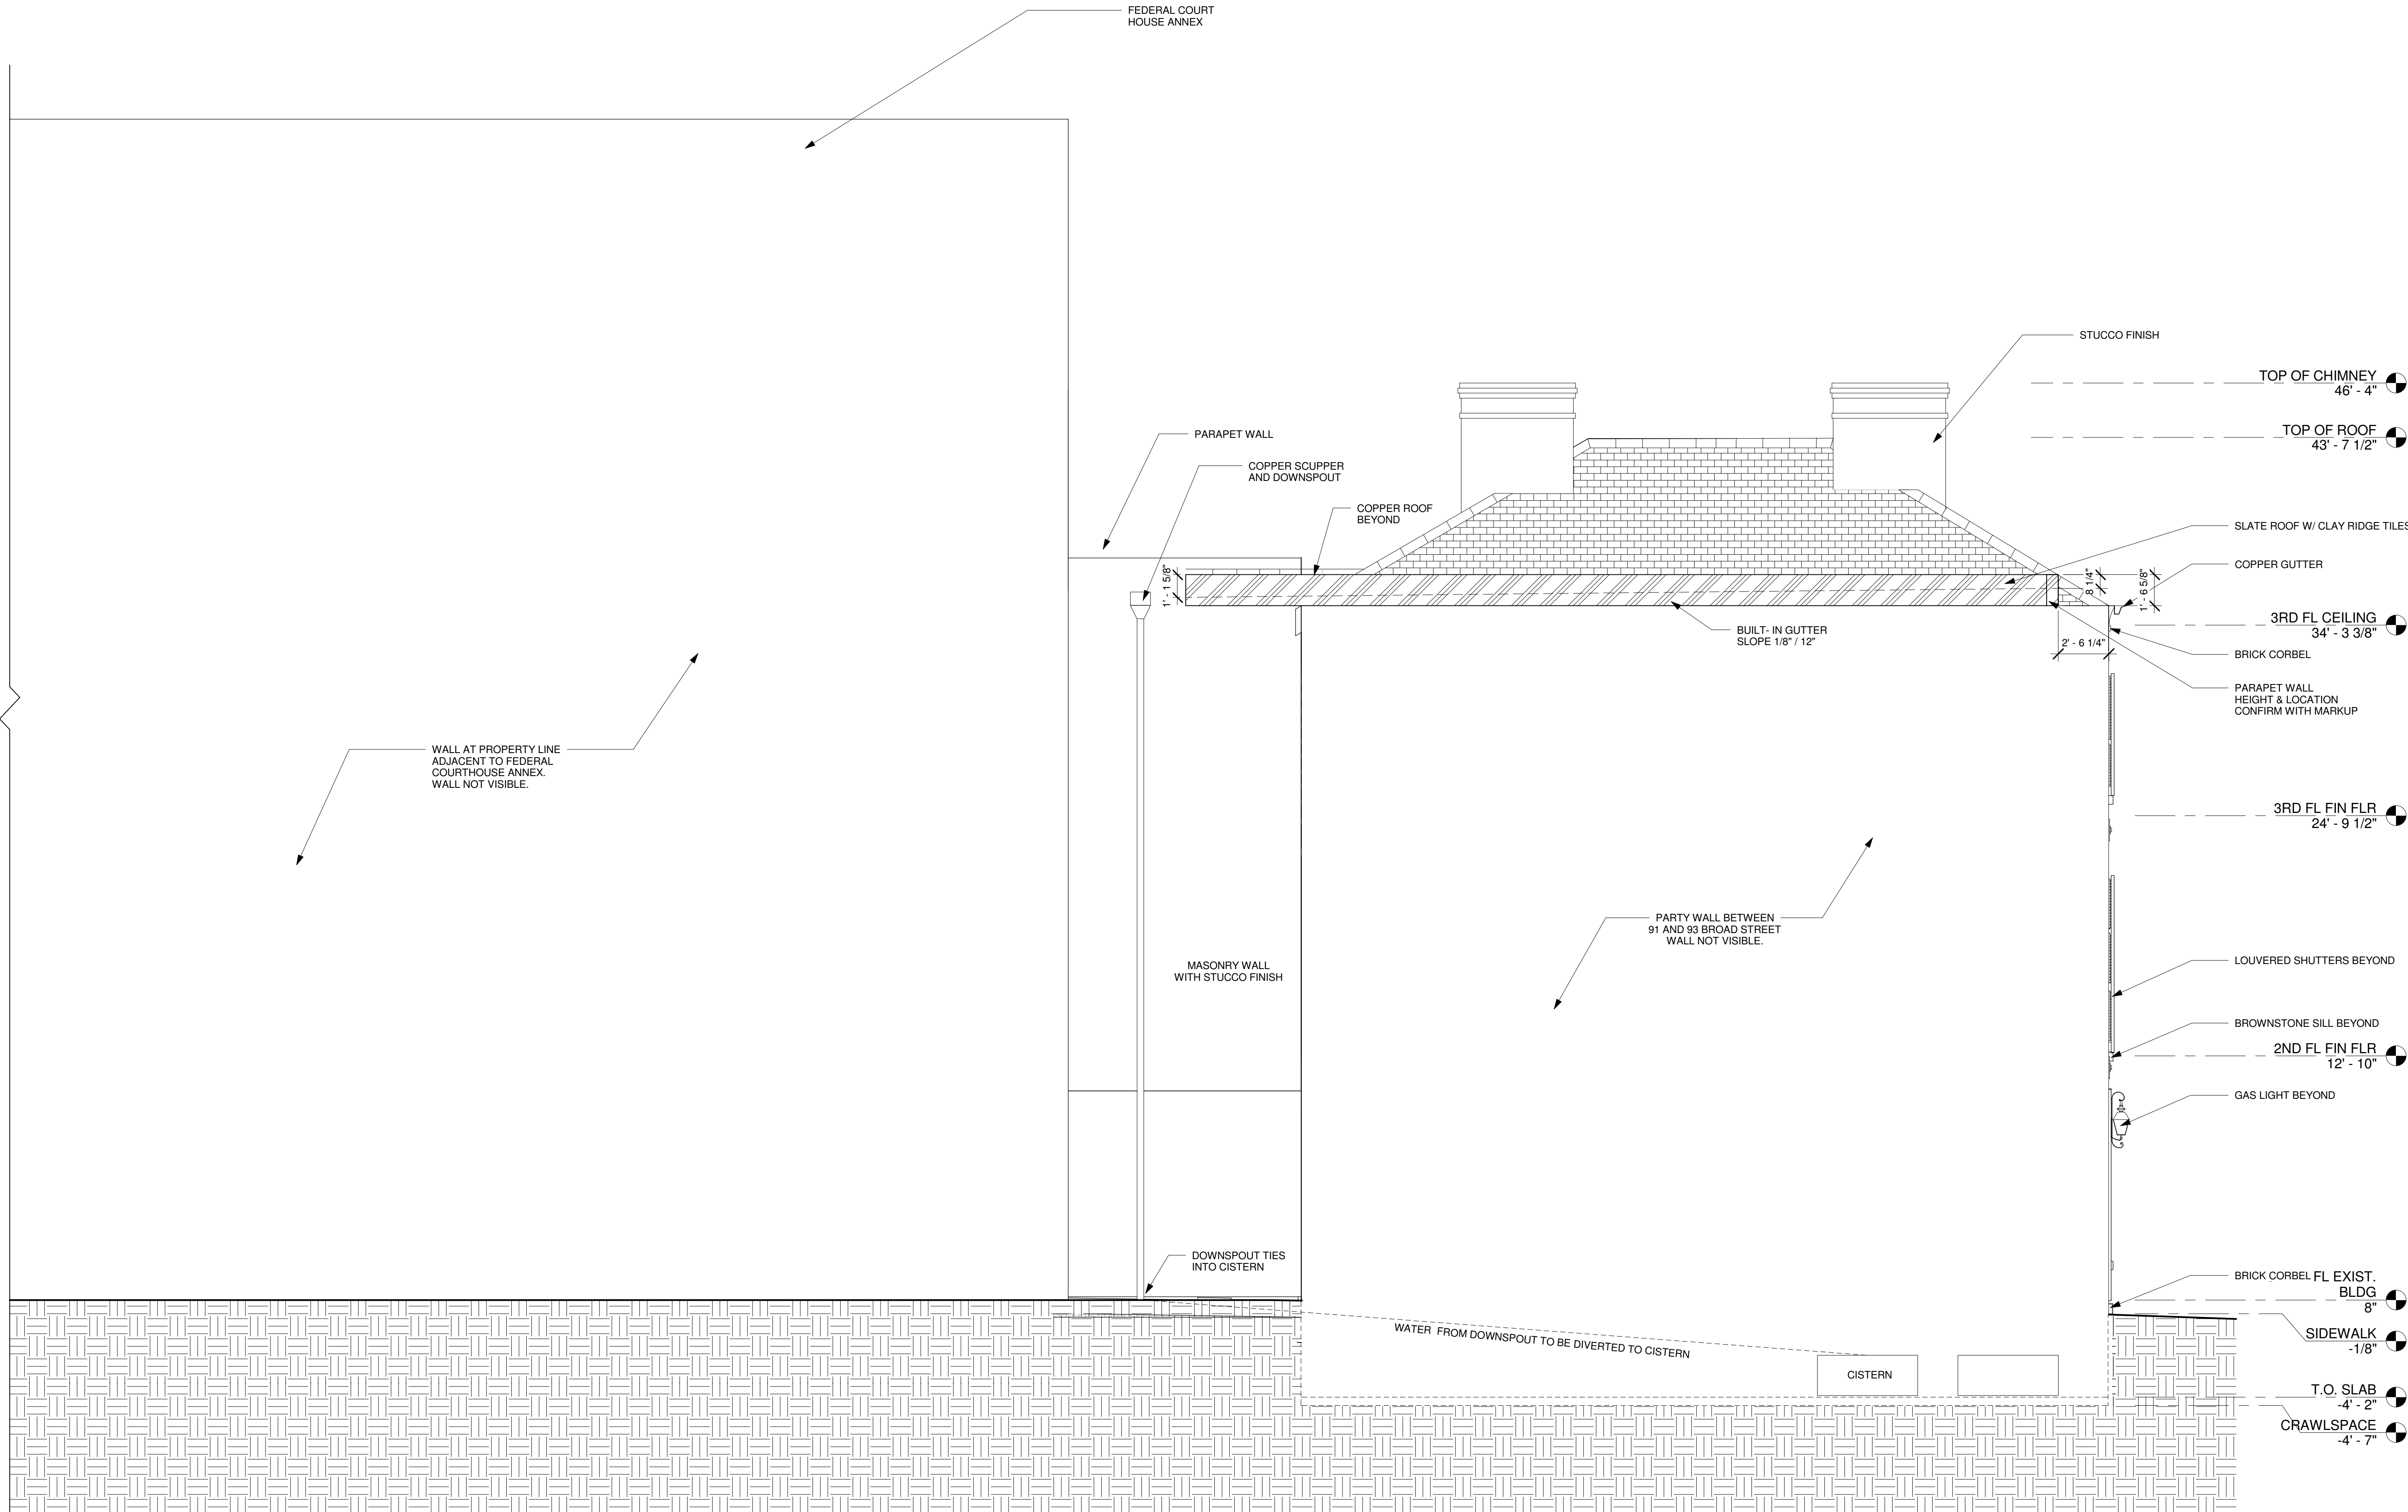 FEDERAL COURT
HOUSE ANNEX
STUCCO FINISH
TOP OF CHIMNEY
46' - 4"
TOP OF ROOF
43' - 7 1/2"
PARAPET WALL
COPPER SCUPPER
AND DOWNSPOUT
COPPER ROOF
BEYOND
SLATE ROOF W/ CLAY RIDGE TILES
COPPER GUTTER
1' - 1 5/8"
8 1/4"
1' - 6 5/8"
BUILT- IN GUTTER
SLOPE 1/8" / 12"
2' - 6 1/4"
3RD FL CEILING
34' - 3 3/8"
BRICK CORBEL
PARAPET WALL
HEIGHT & LOCATION
CONFIRM WITH MARKUP
WALL AT PROPERTY LINE
ADJACENT TO FEDERAL
COURTHOUSE ANNEX.
WALL NOT VISIBLE.
3RD FL FIN FLR
24' - 9 1/2"
PARTY WALL BETWEEN
91 AND 93 BROAD STREET
WALL NOT VISIBLE.
MASONRY WALL
WITH STUCCO FINISH
LOUVERED SHUTTERS BEYOND
BROWNSTONE SILL BEYOND
2ND FL FIN FLR
12' - 10"
GAS LIGHT BEYOND
DOWNSPOUT TIES
INTO CISTERN
BRICK CORBEL
FL EXIST.
BLDG
8"
WATER FROM DOWNSPOUT TO BE DIVERTED TO CISTERN
SIDEWALK
-1/8"
CISTERN
T.O. SLAB
-4' - 2"
CRAWLSPACE
-4' - 7"